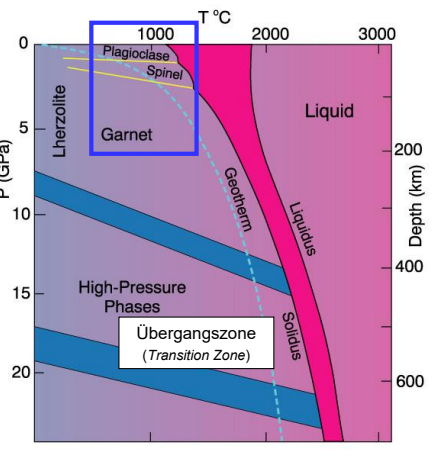 T °C
1000
2000
3000
0
5
10
15
20
P (GPa)
Plagioclase
Spinel
Lherzolite
Garnet
Liquid
Geotherm
Liquidus
Solidus
200
400
600
Depth (km)
High-Pressure
Phases
Übergangszone
(Transition Zone)